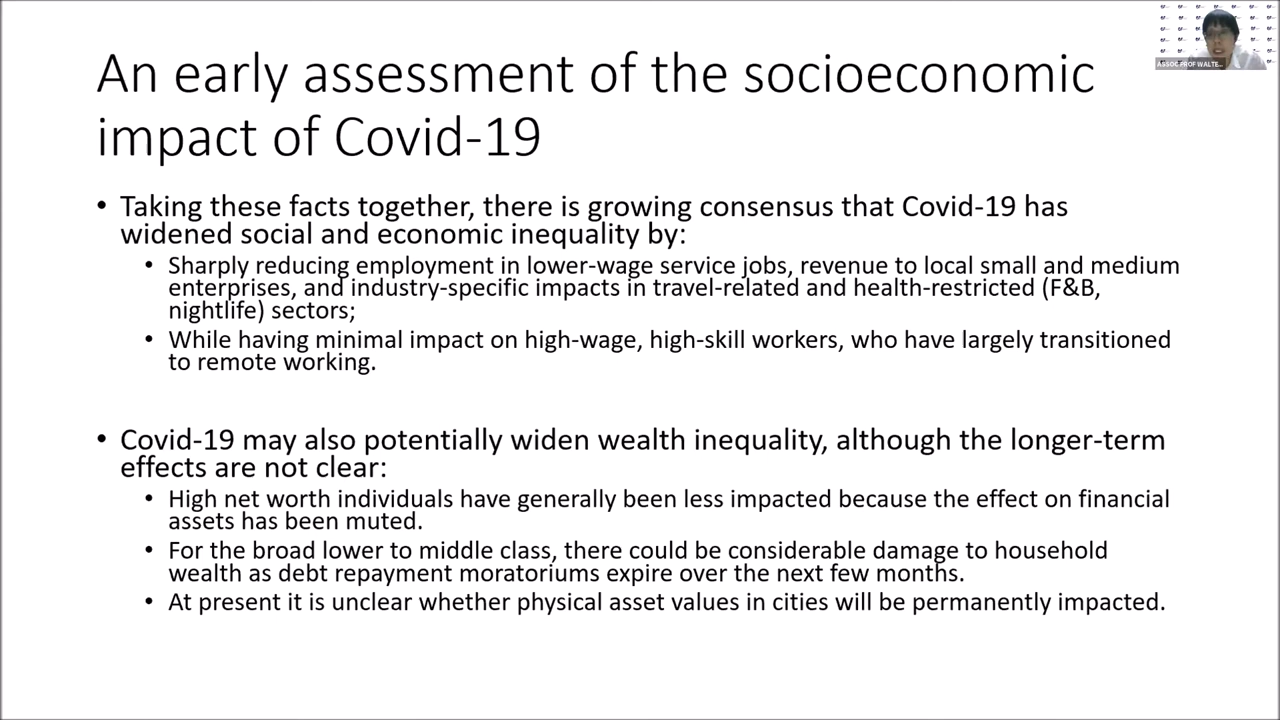 An early assessment of the socioeconomic
impact of Covid-19
ASSOC PROF WALTE...
• Taking these facts together, there is growing consensus that Covid-19 has
widened social and economic inequality by:
• Sharply reducing employment in lower-wage service jobs, revenue to local small and medium
enterprises, and industry-specific impacts in travel-related and health-restricted (F&B,
nightlife) sectors;
• While having minimal impact on high-wage, high-skill workers, who have largely transitioned
to remote working.
• Covid-19 may also potentially widen wealth inequality, although the longer-term
effects are not clear:
• High net worth individuals have generally been less impacted because the effect on financial
assets has been muted.
• For the broad lower to middle class, there could be considerable damage to household
wealth as debt repayment moratoriums expire over the next few months.
• At present it is unclear whether physical asset values in cities will be permanently impacted.